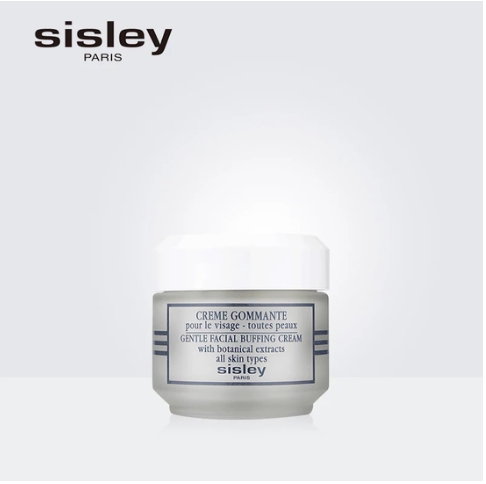 sisley
PARIS
CREME GOMMANTE
pour le visage - toutes peaux
GENTLE FACIAL BUFFING CREAM
with botanical extracts
all skin types
sisley
PARIS